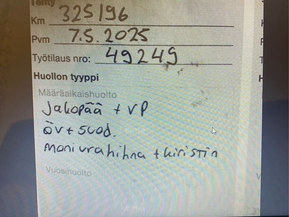 Km 325196
Pvm 7.5.2025
Työtilaus nro: 49249
Huollon tyyppi
Määräaikaishuolto
Jakopää + VP
öv + suod.
moniurahihna + kiristin
Vuosihuolto